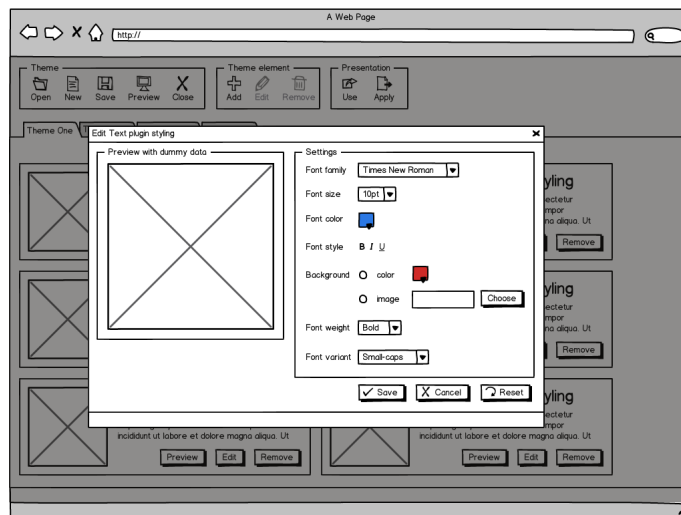 A Web Page
http://
Theme
Theme element
Presentation
Open New Save Preview Close
Add Edit Remove
Use Apply
Theme One
Edit Text plugin styling
Preview with dummy data
Settings
Font family Times New Roman
Font size 10pt
Font color
Font style B I U
Background color
image Choose
Font weight Bold
Font variant Small-caps
Save Cancel Reset
yling
ectetur
mpor
na aliqua. Ut
Remove
yling
ectetur
mpor
na aliqua. Ut
Remove
yling
ectetur
mpor
incididunt ut labore et dolore magna aliqua. Ut
Preview Edit Remove
incididunt ut labore et dolore magna aliqua. Ut
Preview Edit Remove